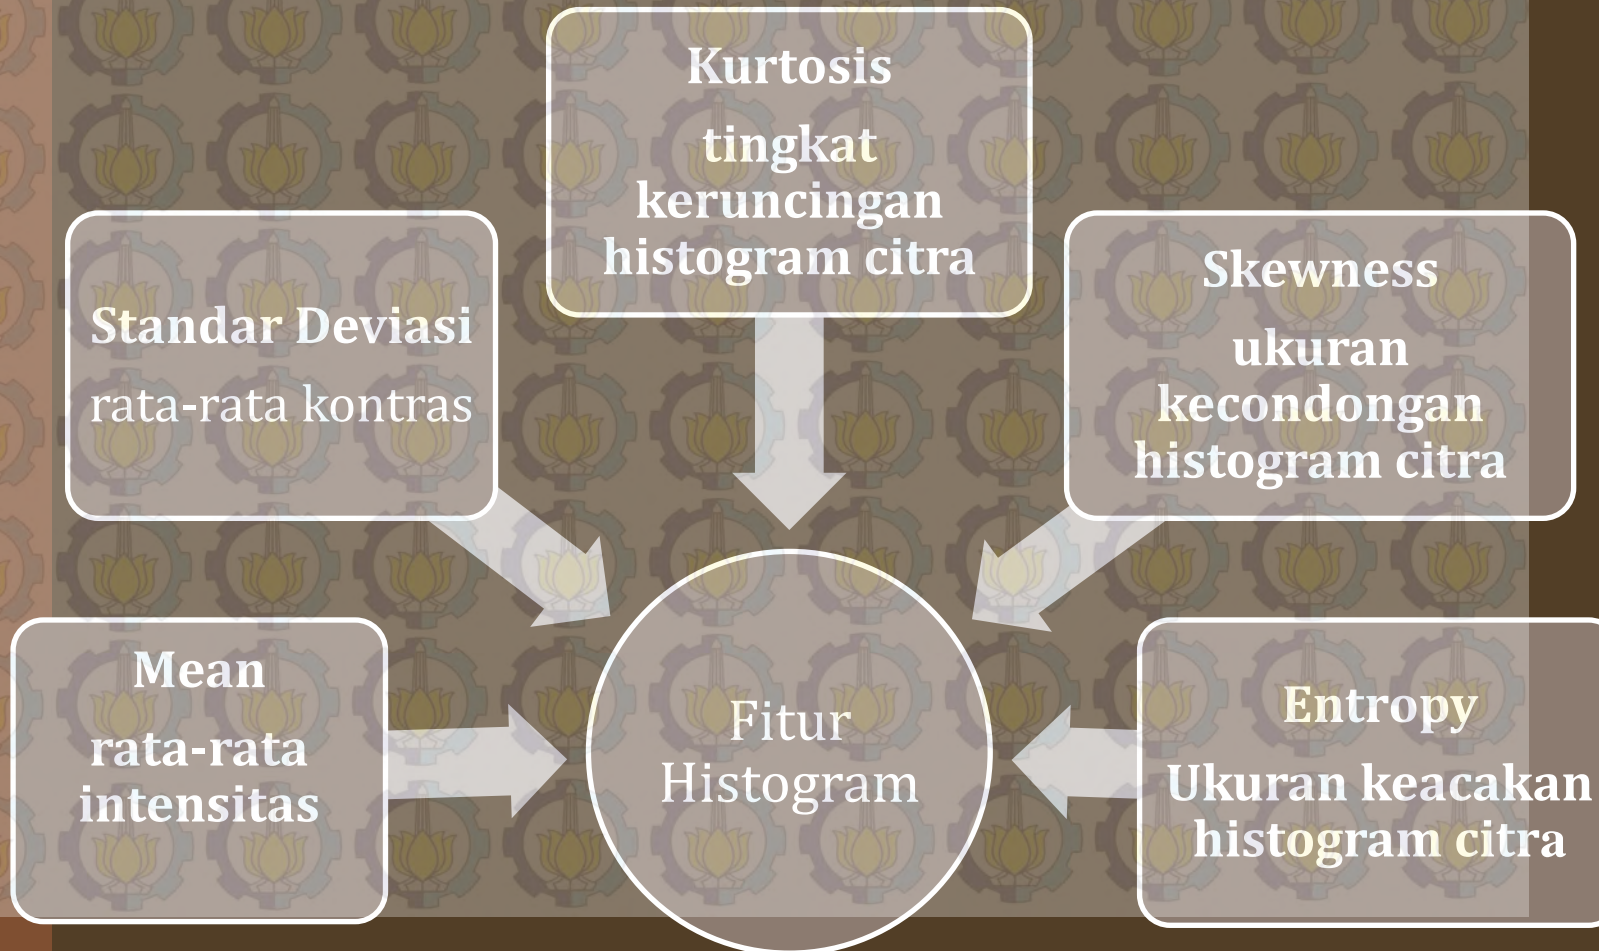 Kurtosis
tingkat
keruncingan
histogram citra
Standar Deviasi
rata-rata kontras
Skewness
ukuran
kecondongan
histogram citra
Mean
rata-rata
intensitas
Fitur
Histogram
Entropy
Ukuran keacakan
histogram citra